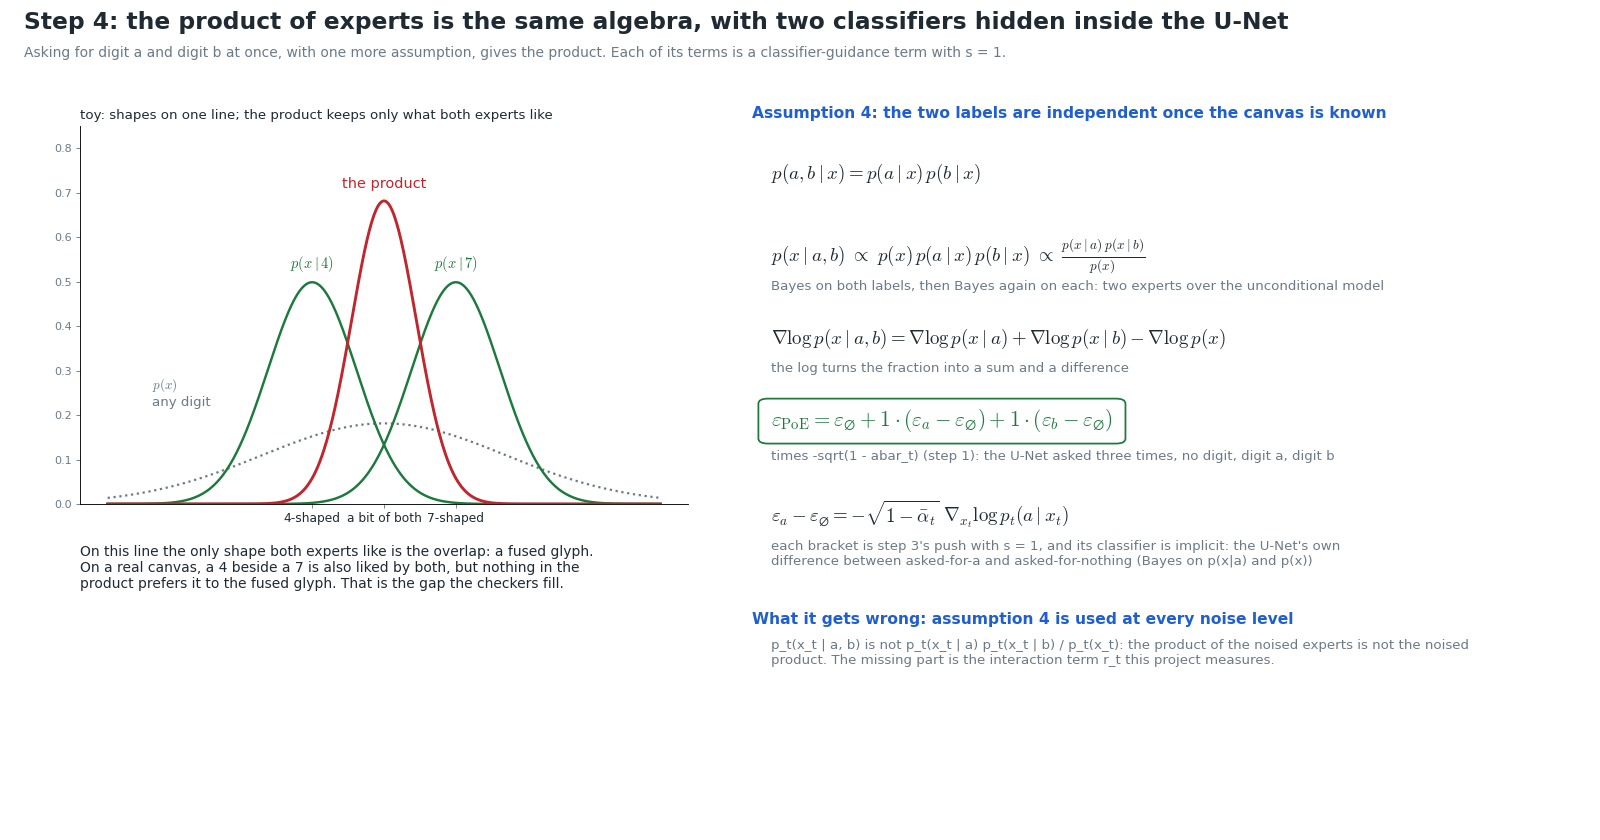 Step 4: the product of experts is the same algebra, with two classifiers hidden inside the U-Net
Asking for digit a and digit b at once, with one more assumption, gives the product. Each of its terms is a classifier-guidance term with s = 1.
toy: shapes on one line; the product keeps only what both experts like
0.8
0.7
0.6
0.5
0.4
0.3
0.2
0.1
0.0
the product
p(x | 4)
p(x | 7)
p(x)
any digit
4-shaped a bit of both 7-shaped
On this line the only shape both experts like is the overlap: a fused glyph.
On a real canvas, a 4 beside a 7 is also liked by both, but nothing in the
product prefers it to the fused glyph. That is the gap the checkers fill.
Assumption 4: the two labels are independent once the canvas is known
p(a, b | x) = p(a | x) p(b | x)
p(x | a, b) ∝ p(x) p(a | x) p(b | x) ∝ p(x | a) p(x | b) / p(x)
Bayes on both labels, then Bayes again on each: two experts over the unconditional model
∇log p(x | a, b) = ∇log p(x | a) + ∇log p(x | b) − ∇log p(x)
the log turns the fraction into a sum and a difference
ε_PoE = ε_∅ + 1 · (ε_a − ε_∅) + 1 · (ε_b − ε_∅)
times -sqrt(1 - abar_t) (step 1): the U-Net asked three times, no digit, digit a, digit b
ε_a − ε_∅ = −√(1 − ᾱ_t) ∇_{x_t} log p_t(a | x_t)
each bracket is step 3's push with s = 1, and its classifier is implicit: the U-Net's own
difference between asked-for-a and asked-for-nothing (Bayes on p(x|a) and p(x))
What it gets wrong: assumption 4 is used at every noise level
p_t(x_t | a, b) is not p_t(x_t | a) p_t(x_t | b) / p_t(x_t): the product of the noised experts is not the noised
product. The missing part is the interaction term r_t this project measures.